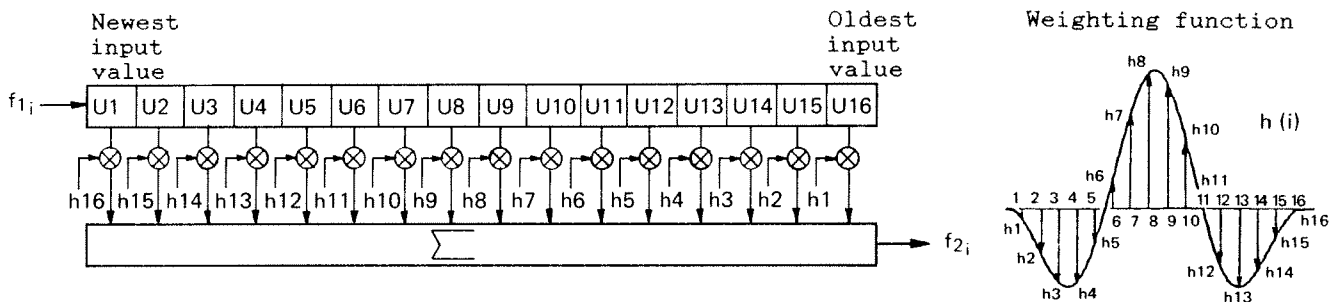 Newest
input
value
Oldest
input
value
Weighting function
f1i
U1 U2 U3 U4 U5 U6 U7 U8 U9 U10 U11 U12 U13 U14 U15 U16
h16 h15 h14 h13 h12 h11 h10 h9 h8 h7 h6 h5 h4 h3 h2 h1
Σ
f2i
h8 h9
h7
h10
h (i)
h6
h11
1 2 3 4 5 11 12 13 14 15 16
6 7 8 9 10
h1
h16
h5
h15
h2
h12
h14
h3 h4
h13